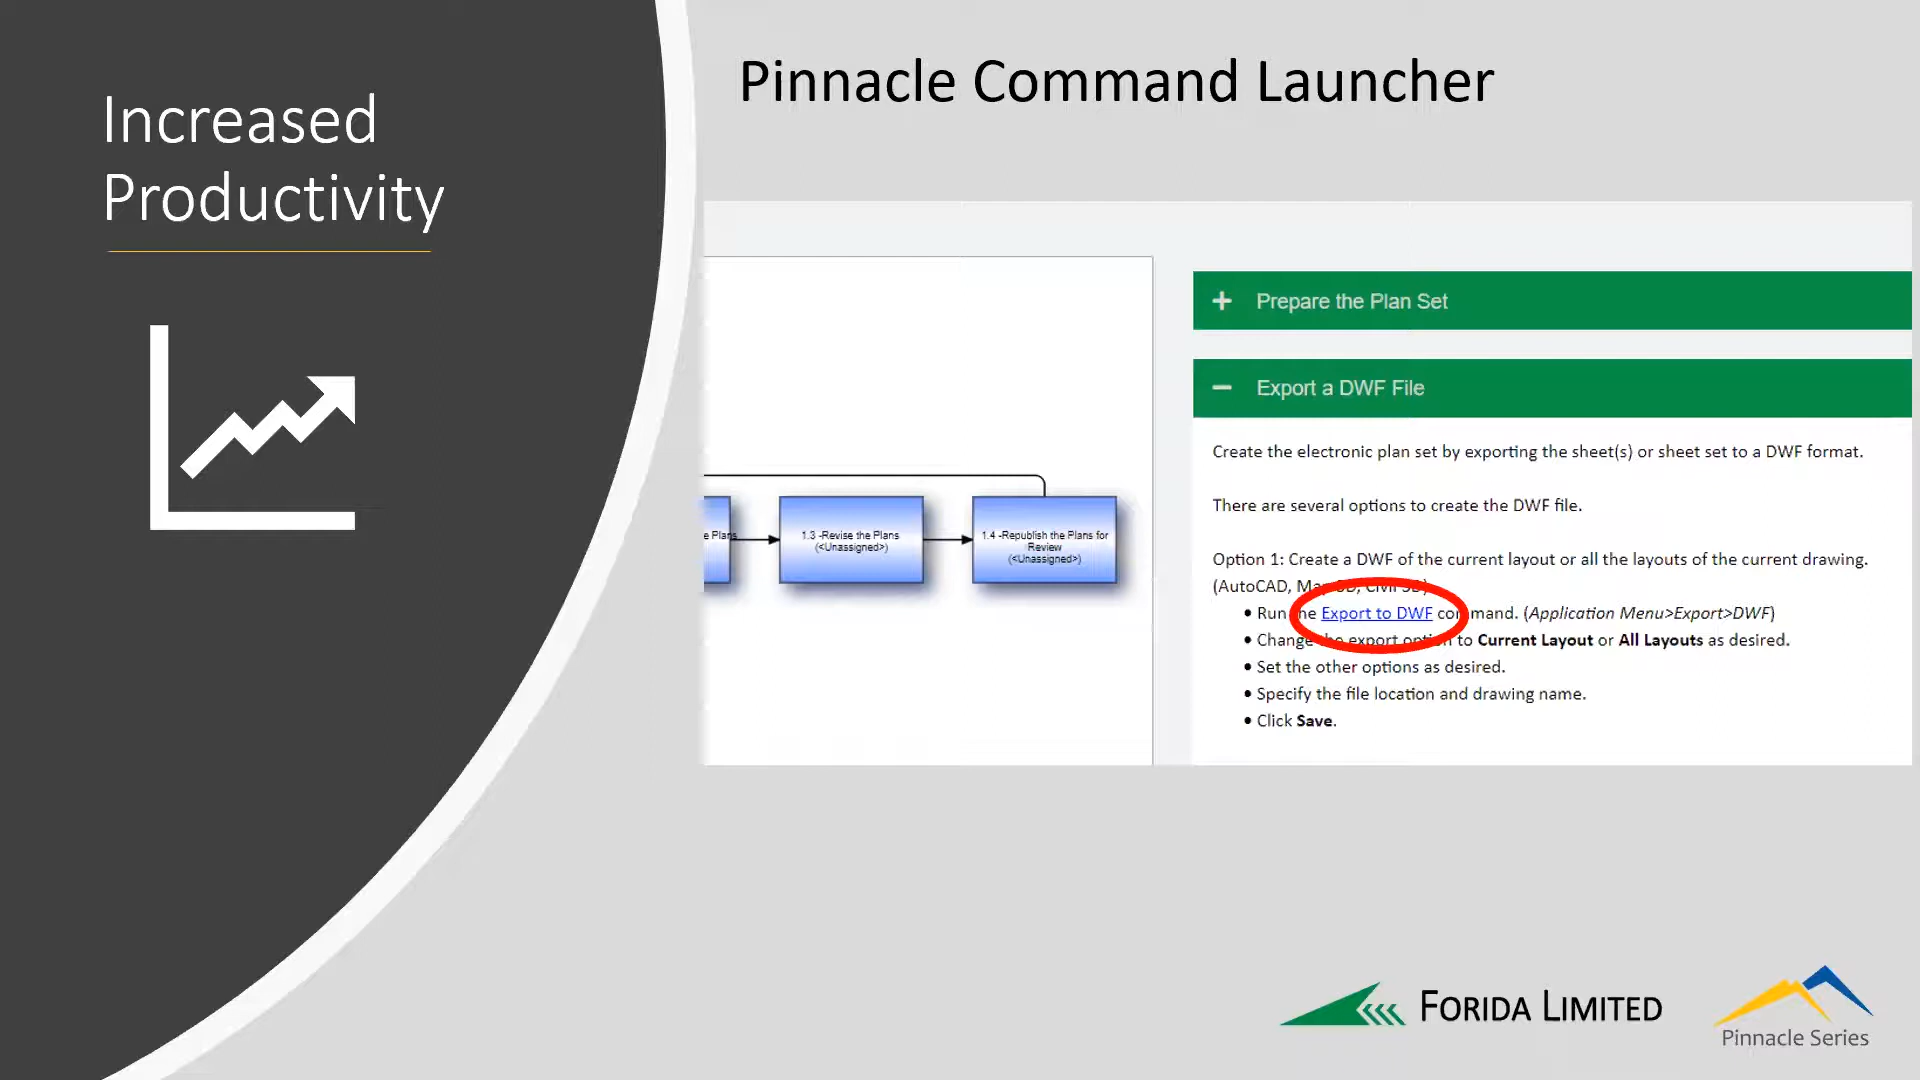 Increased
Productivity
Pinnacle Command Launcher
e Plans
1.3 -Revise the Plans
(<Unassigned>)
1.4 -Republish the Plans for
Review
(<Unassigned>)
+ Prepare the Plan Set
− Export a DWF File
Create the electronic plan set by exporting the sheet(s) or sheet set to a DWF format.
There are several options to create the DWF file.
Option 1: Create a DWF of the current layout or all the layouts of the current drawing.
(AutoCAD, Map 3D, Civil 3D)
• Run the Export to DWF command. (Application Menu>Export>DWF)
• Change the export option to Current Layout or All Layouts as desired.
• Set the other options as desired.
• Specify the file location and drawing name.
• Click Save.
FORIDA LIMITED
Pinnacle Series